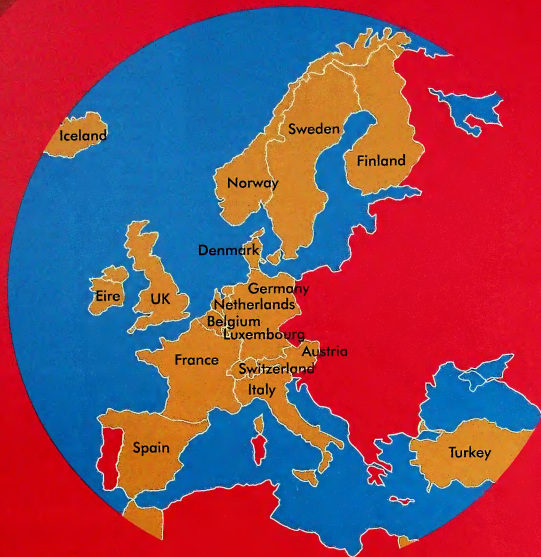 Iceland
Sweden
Finland
Norway
Denmark
Eire
UK
Germany
Netherlands
Belgium
Luxembourg
Austria
France
Switzerland
Italy
Spain
Turkey